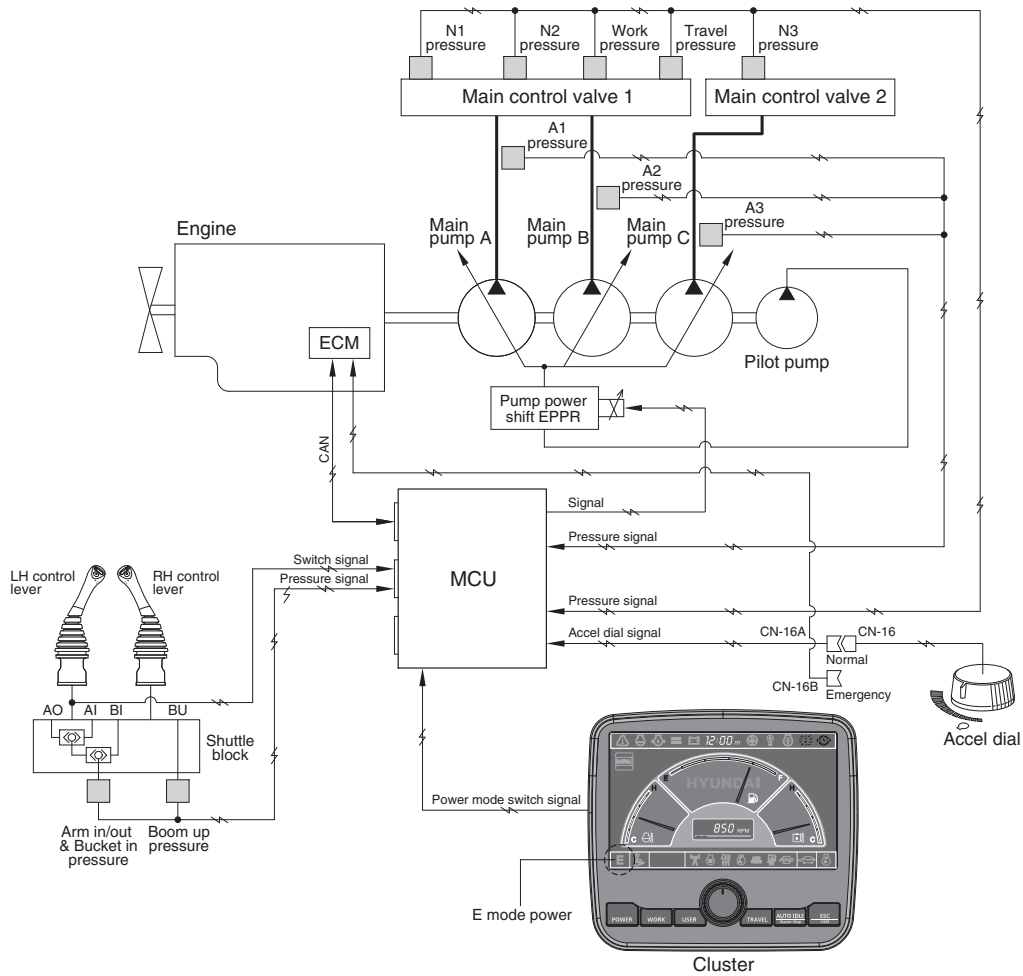 N1
pressure
N2
pressure
Work
pressure
Travel
pressure
N3
pressure
Main control valve 1
Main control valve 2
A1
pressure
A2
pressure
A3
pressure
Engine
Main
pump A
Main
pump B
Main
pump C
ECM
Pilot pump
Pump power
shift EPPR
CAN
Signal
Pressure signal
MCU
Switch signal
Pressure signal
LH control
lever
RH control
lever
Pressure signal
Accel dial signal
CN-16A
CN-16
Normal
CN-16B
Emergency
Accel dial
AO
AI
BI
BU
Shuttle
block
Arm in/out
& Bucket in
pressure
Boom up
pressure
Power mode switch signal
12:00
MENU
HYUNDAI
E
F
H
H
C
C
850 RPM
E
E mode power
POWER
WORK
USER
TRAVEL
AUTO IDLE
ESC
Cluster